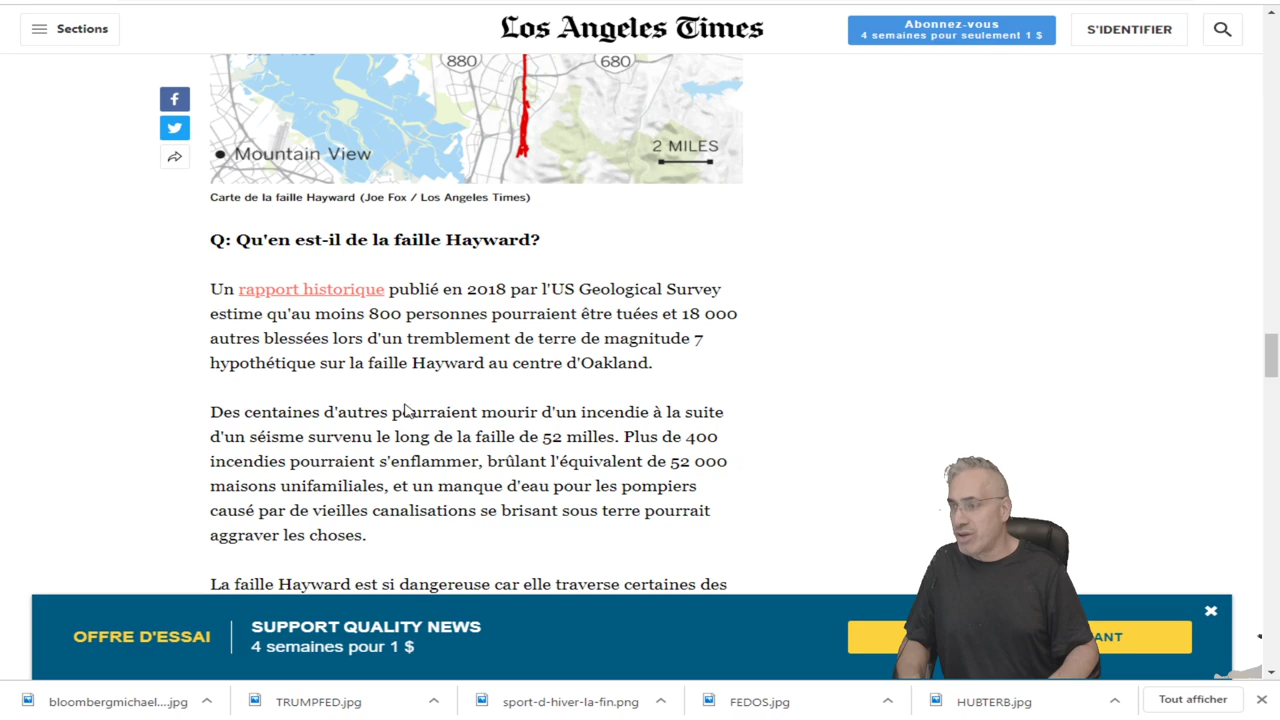 Sections
Los Angeles Times
Abonnez-vous
4 semaines pour seulement 1 $
S'IDENTIFIER
880
680
Mountain View
2 MILES
Carte de la faille Hayward (Joe Fox / Los Angeles Times)
Q: Qu'en est-il de la faille Hayward?
Un rapport historique publié en 2018 par l'US Geological Survey
estime qu'au moins 800 personnes pourraient être tuées et 18 000
autres blessées lors d'un tremblement de terre de magnitude 7
hypothétique sur la faille Hayward au centre d'Oakland.
Des centaines d'autres pourraient mourir d'un incendie à la suite
d'un séisme survenu le long de la faille de 52 milles. Plus de 400
incendies pourraient s'enflammer, brûlant l'équivalent de 52 000
maisons unifamiliales, et un manque d'eau pour les pompiers
causé par de vieilles canalisations se brisant sous terre pourrait
aggraver les choses.
La faille Hayward est si dangereuse car elle traverse certaines des
OFFRE D'ESSAI
SUPPORT QUALITY NEWS
4 semaines pour 1 $
bloombergmichael....jpg
TRUMPFED.jpg
sport-d-hiver-la-fin.png
FEDOS.jpg
HUBTERB.jpg
Tout afficher